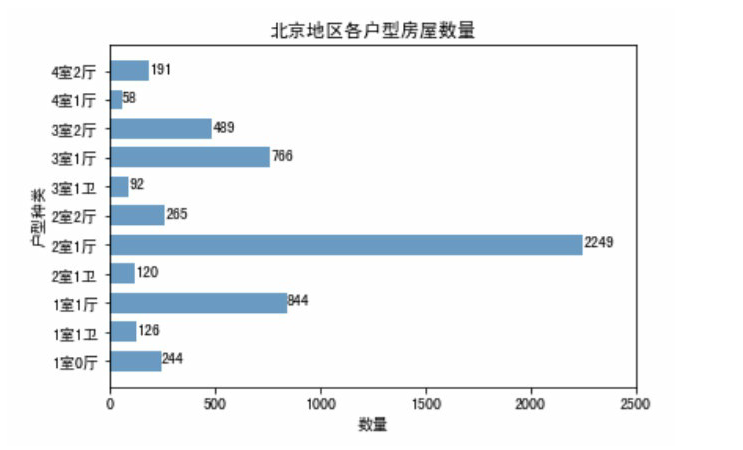 北京地区各户型房屋数量
户型种类
4室2厅 191
4室1厅 58
3室2厅 489
3室1厅 766
3室1卫 92
2室2厅 265
2室1厅 2249
2室1卫 120
1室1厅 844
1室1卫 126
1室0厅 244
0 500 1000 1500 2000 2500
数量